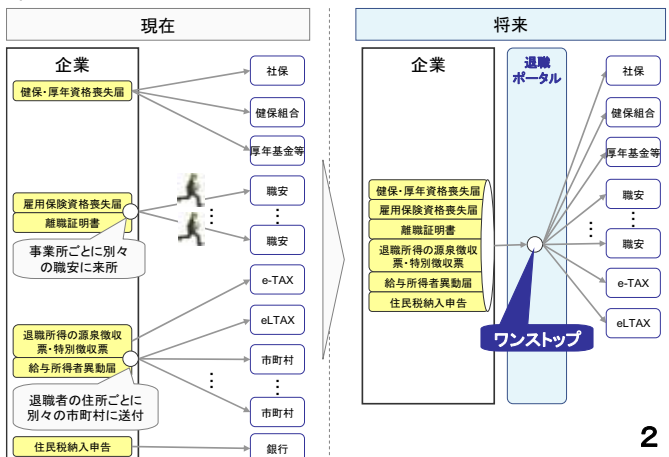 現在
企業
健保・厚年資格喪失届
社保
健保組合
厚年基金等
雇用保険資格喪失届
離職証明書
職安
職安
事業所ごとに別々
の職安に来所
e-TAX
eLTAX
退職所得の源泉徴収
票・特別徴収票
給与所得者異動届
市町村
市町村
退職者の住所ごとに
別々の市町村に送付
住民税納入申告
銀行
将来
企業
退職
ポータル
健保・厚年資格喪失届
雇用保険資格喪失届
離職証明書
退職所得の源泉徴収
票・特別徴収票
給与所得者異動届
住民税納入申告
ワンストップ
社保
健保組合
厚年基金等
職安
職安
e-TAX
eLTAX
2